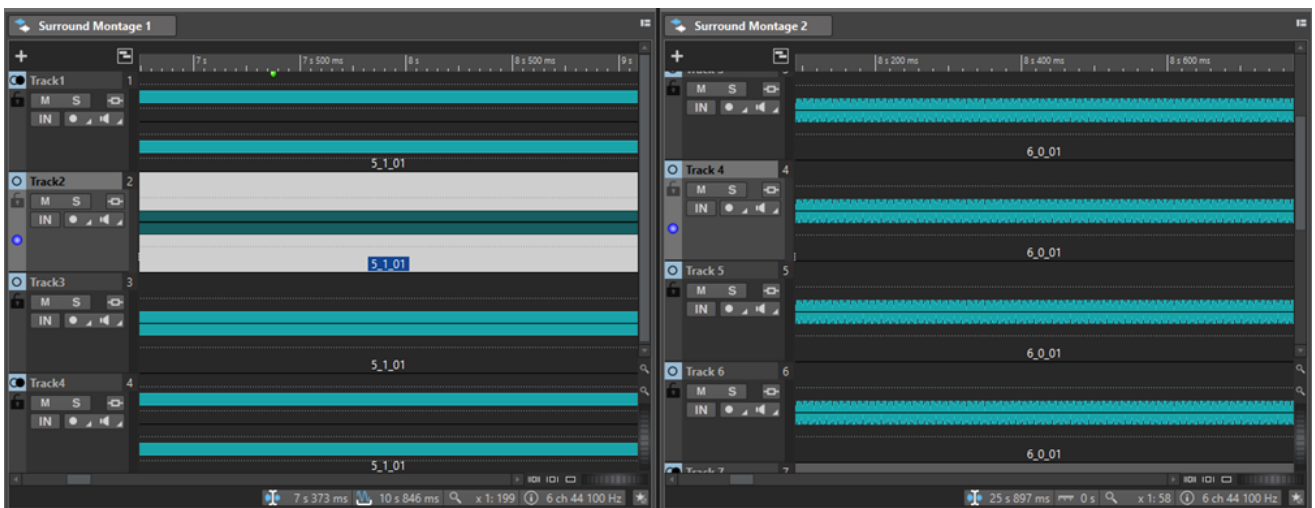 Surround Montage 1
7 s
7 s 500 ms
8 s
8 s 500 ms
9 s
Track1 1
M S
IN
5_1_01
Track2 2
M S
IN
5_1_01
Track3 3
M S
IN
5_1_01
Track4 4
M S
IN
5_1_01
7 s 373 ms 10 s 846 ms x 1: 199 6 ch 44 100 Hz
Surround Montage 2
8 s 200 ms
8 s 400 ms
8 s 600 ms
M S
IN
6_0_01
Track 4 4
M S
IN
6_0_01
Track 5 5
M S
IN
6_0_01
Track 6 6
M S
IN
6_0_01
Track 7 7
25 s 897 ms 0 s x 1: 58 6 ch 44 100 Hz